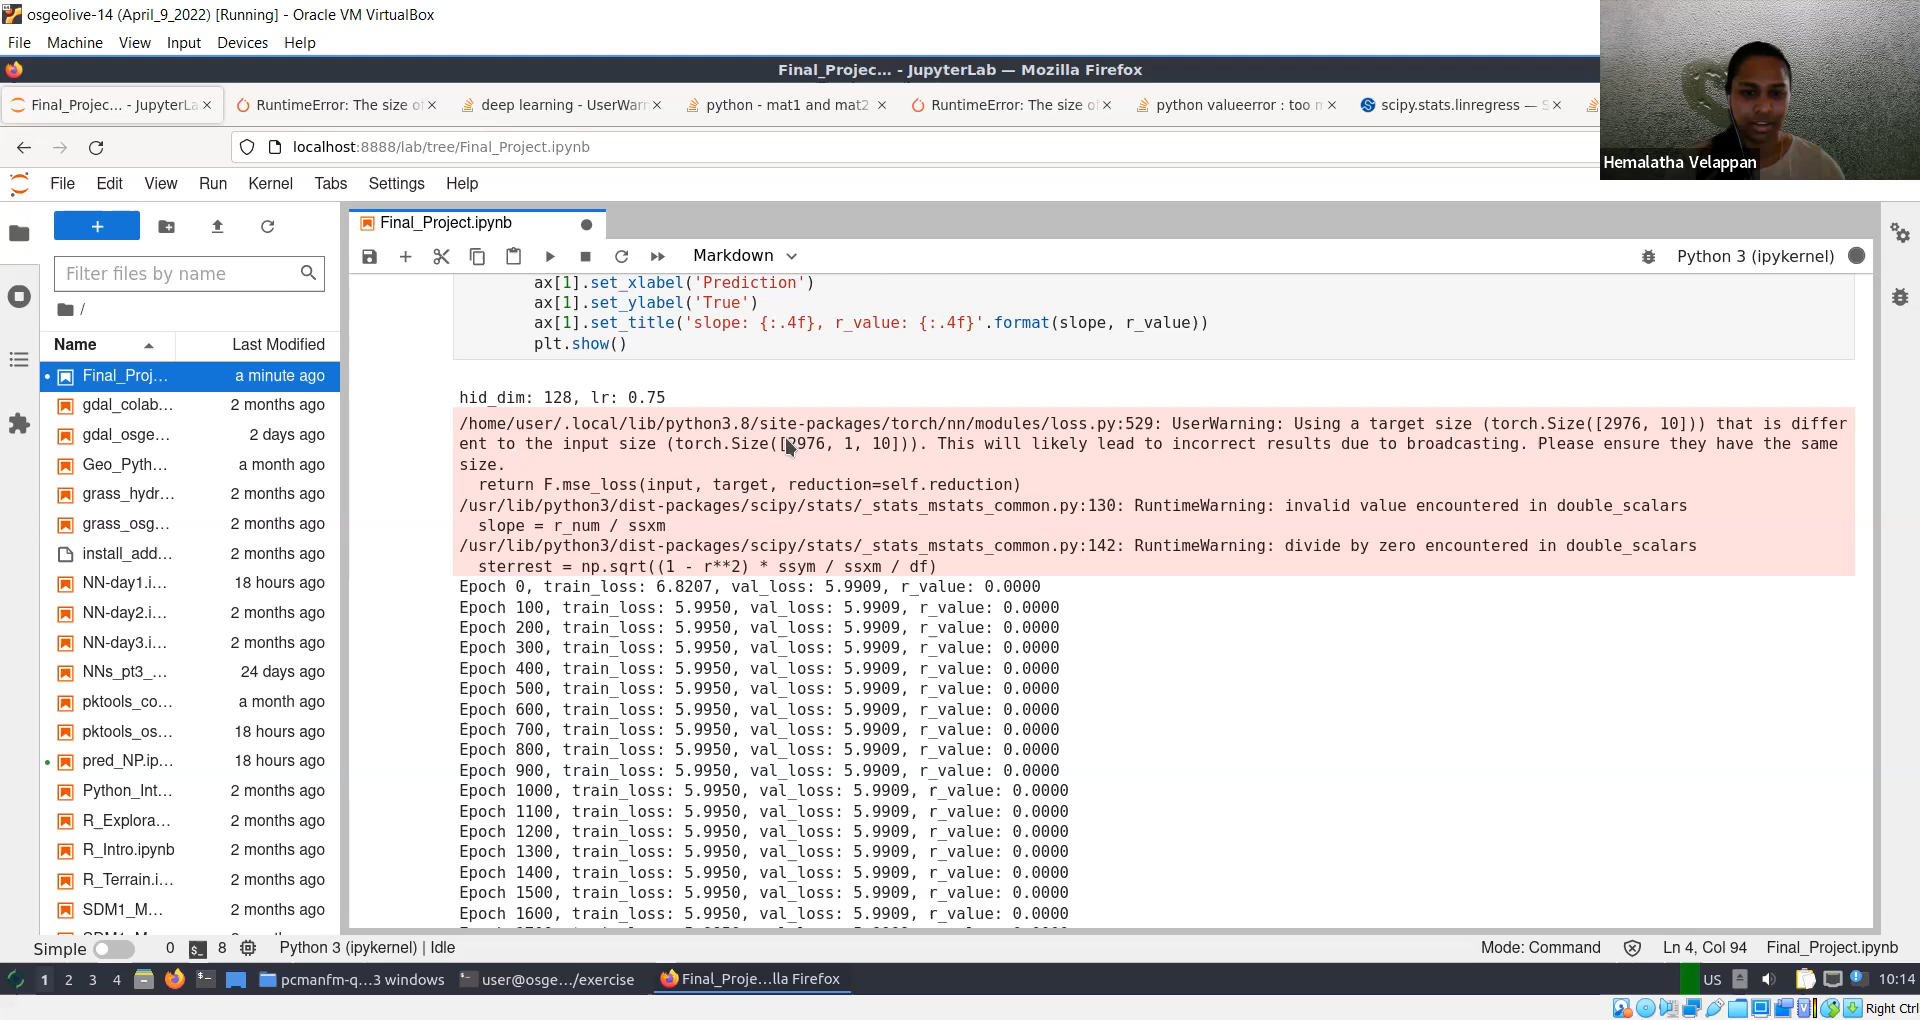 osgeolive-14 (April_9_2022) [Running] - Oracle VM VirtualBox
File Machine View Input Devices Help
Final_Projec... - JupyterLab — Mozilla Firefox
Final_Projec... - JupyterLa
RuntimeError: The size o
deep learning - UserWarn
python - mat1 and mat2
RuntimeError: The size o
python valueerror : too m
scipy.stats.linregress —
localhost:8888/lab/tree/Final_Project.ipynb
Hemalatha Velappan
File Edit View Run Kernel Tabs Settings Help
Final_Project.ipynb
Filter files by name
Markdown
Python 3 (ipykernel)
/
Name Last Modified
Final_Proj... a minute ago
gdal_colab... 2 months ago
gdal_osge... 2 days ago
Geo_Pyth... a month ago
grass_hydr... 2 months ago
grass_osg... 2 months ago
install_add... 2 months ago
NN-day1.i... 18 hours ago
NN-day2.i... 2 months ago
NN-day3.i... 2 months ago
NNs_pt3_... 24 days ago
pktools_co... a month ago
pktools_os... 18 hours ago
pred_NP.ip... 18 hours ago
Python_Int... 2 months ago
R_Explora... 2 months ago
R_Intro.ipynb 2 months ago
R_Terrain.i... 2 months ago
SDM1_M... 2 months ago
ax[1].set_xlabel('Prediction')
ax[1].set_ylabel('True')
ax[1].set_title('slope: {:.4f}, r_value: {:.4f}'.format(slope, r_value))
plt.show()
hid_dim: 128, lr: 0.75
/home/user/.local/lib/python3.8/site-packages/torch/nn/modules/loss.py:529: UserWarning: Using a target size (torch.Size([2976, 10])) that is differ
ent to the input size (torch.Size([2976, 1, 10])). This will likely lead to incorrect results due to broadcasting. Please ensure they have the same
size.
return F.mse_loss(input, target, reduction=self.reduction)
/usr/lib/python3/dist-packages/scipy/stats/_stats_mstats_common.py:130: RuntimeWarning: invalid value encountered in double_scalars
slope = r_num / ssxm
/usr/lib/python3/dist-packages/scipy/stats/_stats_mstats_common.py:142: RuntimeWarning: divide by zero encountered in double_scalars
sterrest = np.sqrt((1 - r**2) * ssym / ssxm / df)
Epoch 0, train_loss: 6.8207, val_loss: 5.9909, r_value: 0.0000
Epoch 100, train_loss: 5.9950, val_loss: 5.9909, r_value: 0.0000
Epoch 200, train_loss: 5.9950, val_loss: 5.9909, r_value: 0.0000
Epoch 300, train_loss: 5.9950, val_loss: 5.9909, r_value: 0.0000
Epoch 400, train_loss: 5.9950, val_loss: 5.9909, r_value: 0.0000
Epoch 500, train_loss: 5.9950, val_loss: 5.9909, r_value: 0.0000
Epoch 600, train_loss: 5.9950, val_loss: 5.9909, r_value: 0.0000
Epoch 700, train_loss: 5.9950, val_loss: 5.9909, r_value: 0.0000
Epoch 800, train_loss: 5.9950, val_loss: 5.9909, r_value: 0.0000
Epoch 900, train_loss: 5.9950, val_loss: 5.9909, r_value: 0.0000
Epoch 1000, train_loss: 5.9950, val_loss: 5.9909, r_value: 0.0000
Epoch 1100, train_loss: 5.9950, val_loss: 5.9909, r_value: 0.0000
Epoch 1200, train_loss: 5.9950, val_loss: 5.9909, r_value: 0.0000
Epoch 1300, train_loss: 5.9950, val_loss: 5.9909, r_value: 0.0000
Epoch 1400, train_loss: 5.9950, val_loss: 5.9909, r_value: 0.0000
Epoch 1500, train_loss: 5.9950, val_loss: 5.9909, r_value: 0.0000
Epoch 1600, train_loss: 5.9950, val_loss: 5.9909, r_value: 0.0000
Simple 0 8 Python 3 (ipykernel) | Idle Mode: Command Ln 4, Col 94 Final_Project.ipynb
1 2 3 4 pcmanfm-q...3 windows user@osge.../exercise Final_Proje...lla Firefox US 10:14
Right Ctrl